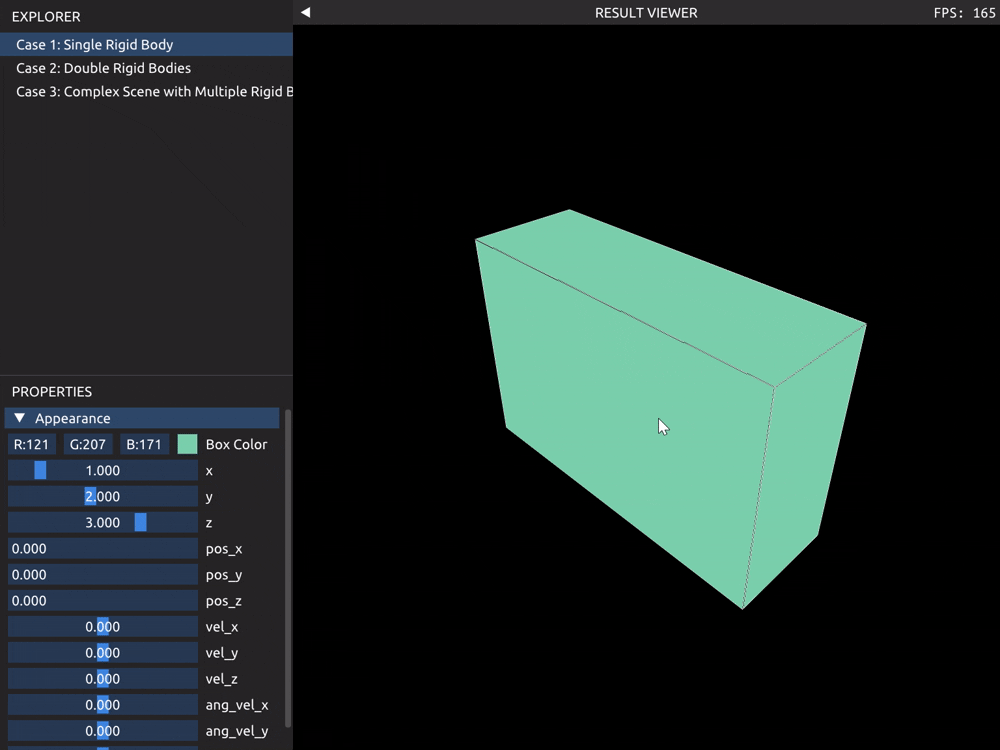 EXPLORER
Case 1: Single Rigid Body
Case 2: Double Rigid Bodies
Case 3: Complex Scene with Multiple Rigid B
RESULT VIEWER
FPS: 165
PROPERTIES
Appearance
R:121 G:207 B:171 Box Color
1.000 x
2.000 y
3.000 z
0.000 pos_x
0.000 pos_y
0.000 pos_z
0.000 vel_x
0.000 vel_y
0.000 vel_z
0.000 ang_vel_x
0.000 ang_vel_y